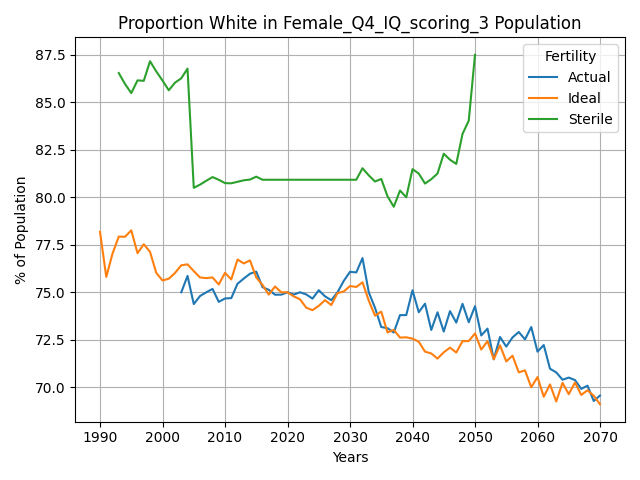 Proportion White in Female_Q4_IQ_scoring_3 Population
87.5
85.0
82.5
80.0
77.5
75.0
72.5
70.0
% of Population
Fertility
Actual
Ideal
Sterile
1990 2000 2010 2020 2030 2040 2050 2060 2070
Years